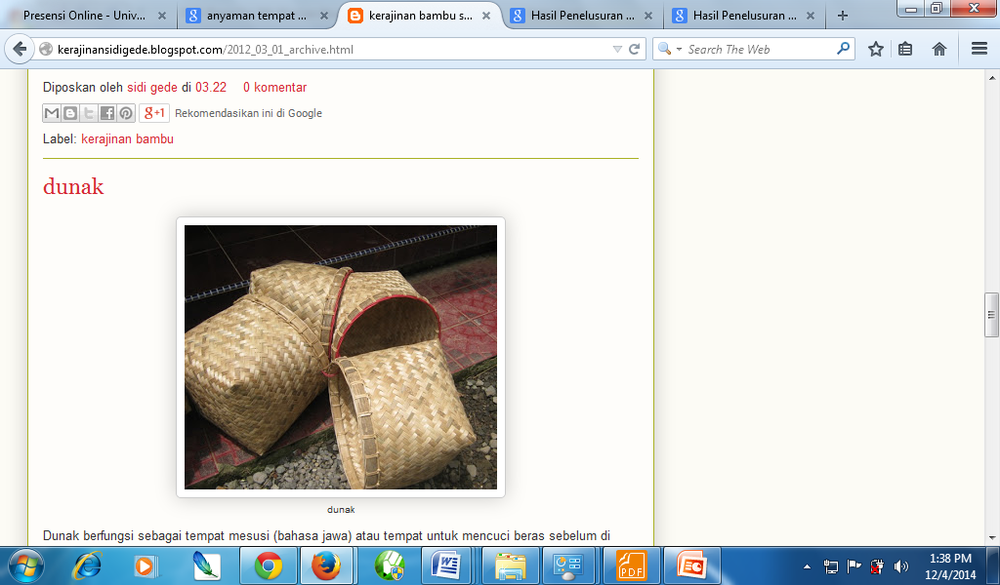 Presensi Online - Univ...
anyaman tempat ...
kerajinan bambu s...
Hasil Penelusuran ...
Hasil Penelusuran ...
kerajinansidigede.blogspot.com/2012_03_01_archive.html
Search The Web
Diposkan oleh sidi gede di 03.22 0 komentar
g+1 Rekomendasikan ini di Google
Label: kerajinan bambu
dunak
dunak
Dunak berfungsi sebagai tempat mesusi (bahasa jawa) atau tempat untuk mencuci beras sebelum di
PDF
1:38 PM
12/4/2014